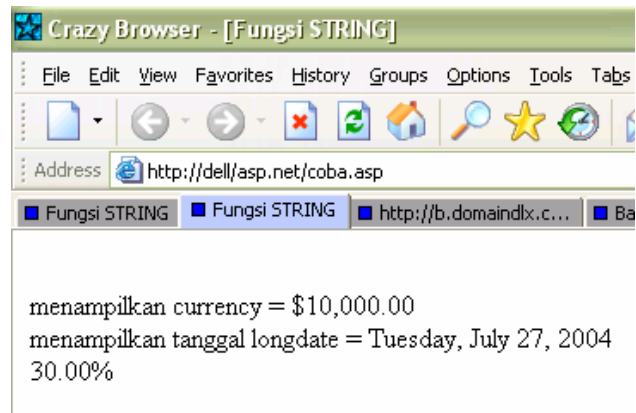 Crazy Browser - [Fungsi STRING]
File Edit View Favorites History Groups Options Tools Tabs
Address http://dell/asp.net/coba.asp
Fungsi STRING Fungsi STRING http://b.domaindlx.c... Ba
menampilkan currency = $10,000.00
menampilkan tanggal longdate = Tuesday, July 27, 2004
30.00%